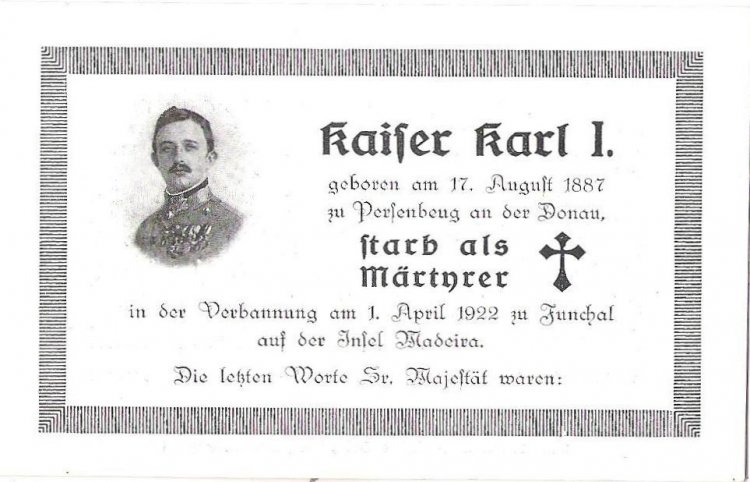 Kaiser Karl I.
geboren am 17. August 1887
zu Persenbeug an der Donau,
starb als
Märtyrer
in der Verbannung am 1. April 1922 zu Funchal
auf der Insel Madeira.
Die letzten Worte Sr. Majestät waren: